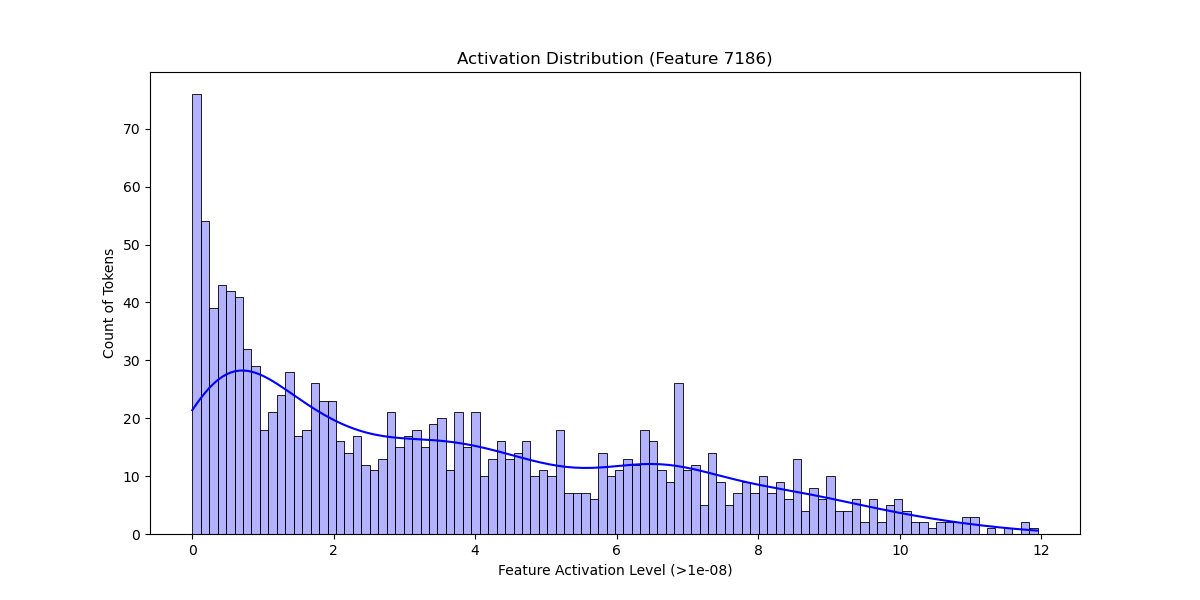 Activation Distribution (Feature 7186)
Count of Tokens
70
60
50
40
30
20
10
0
0 2 4 6 8 10 12
Feature Activation Level (>1e-08)